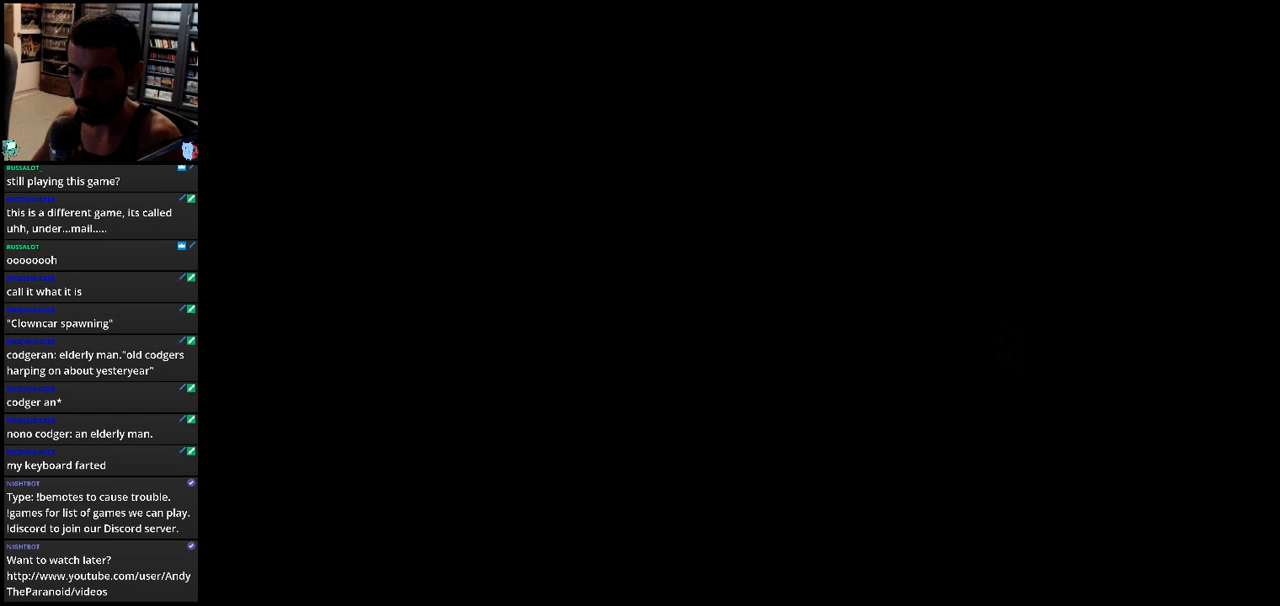 RUSSALOT
still playing this game?
this is a different game, its called
uhh, under...mail.....
RUSSALOT
oooooooh
call it what it is
"Clowncar spawning"
codgeran: elderly man."old codgers
harping on about yesteryear"
codger an*
nono codger: an elderly man.
my keyboard farted
NIGHTBOT
Type: !bemotes to cause trouble.
!games for list of games we can play.
!discord to join our Discord server.
NIGHTBOT
Want to watch later?
http://www.youtube.com/user/Andy
TheParanoid/videos